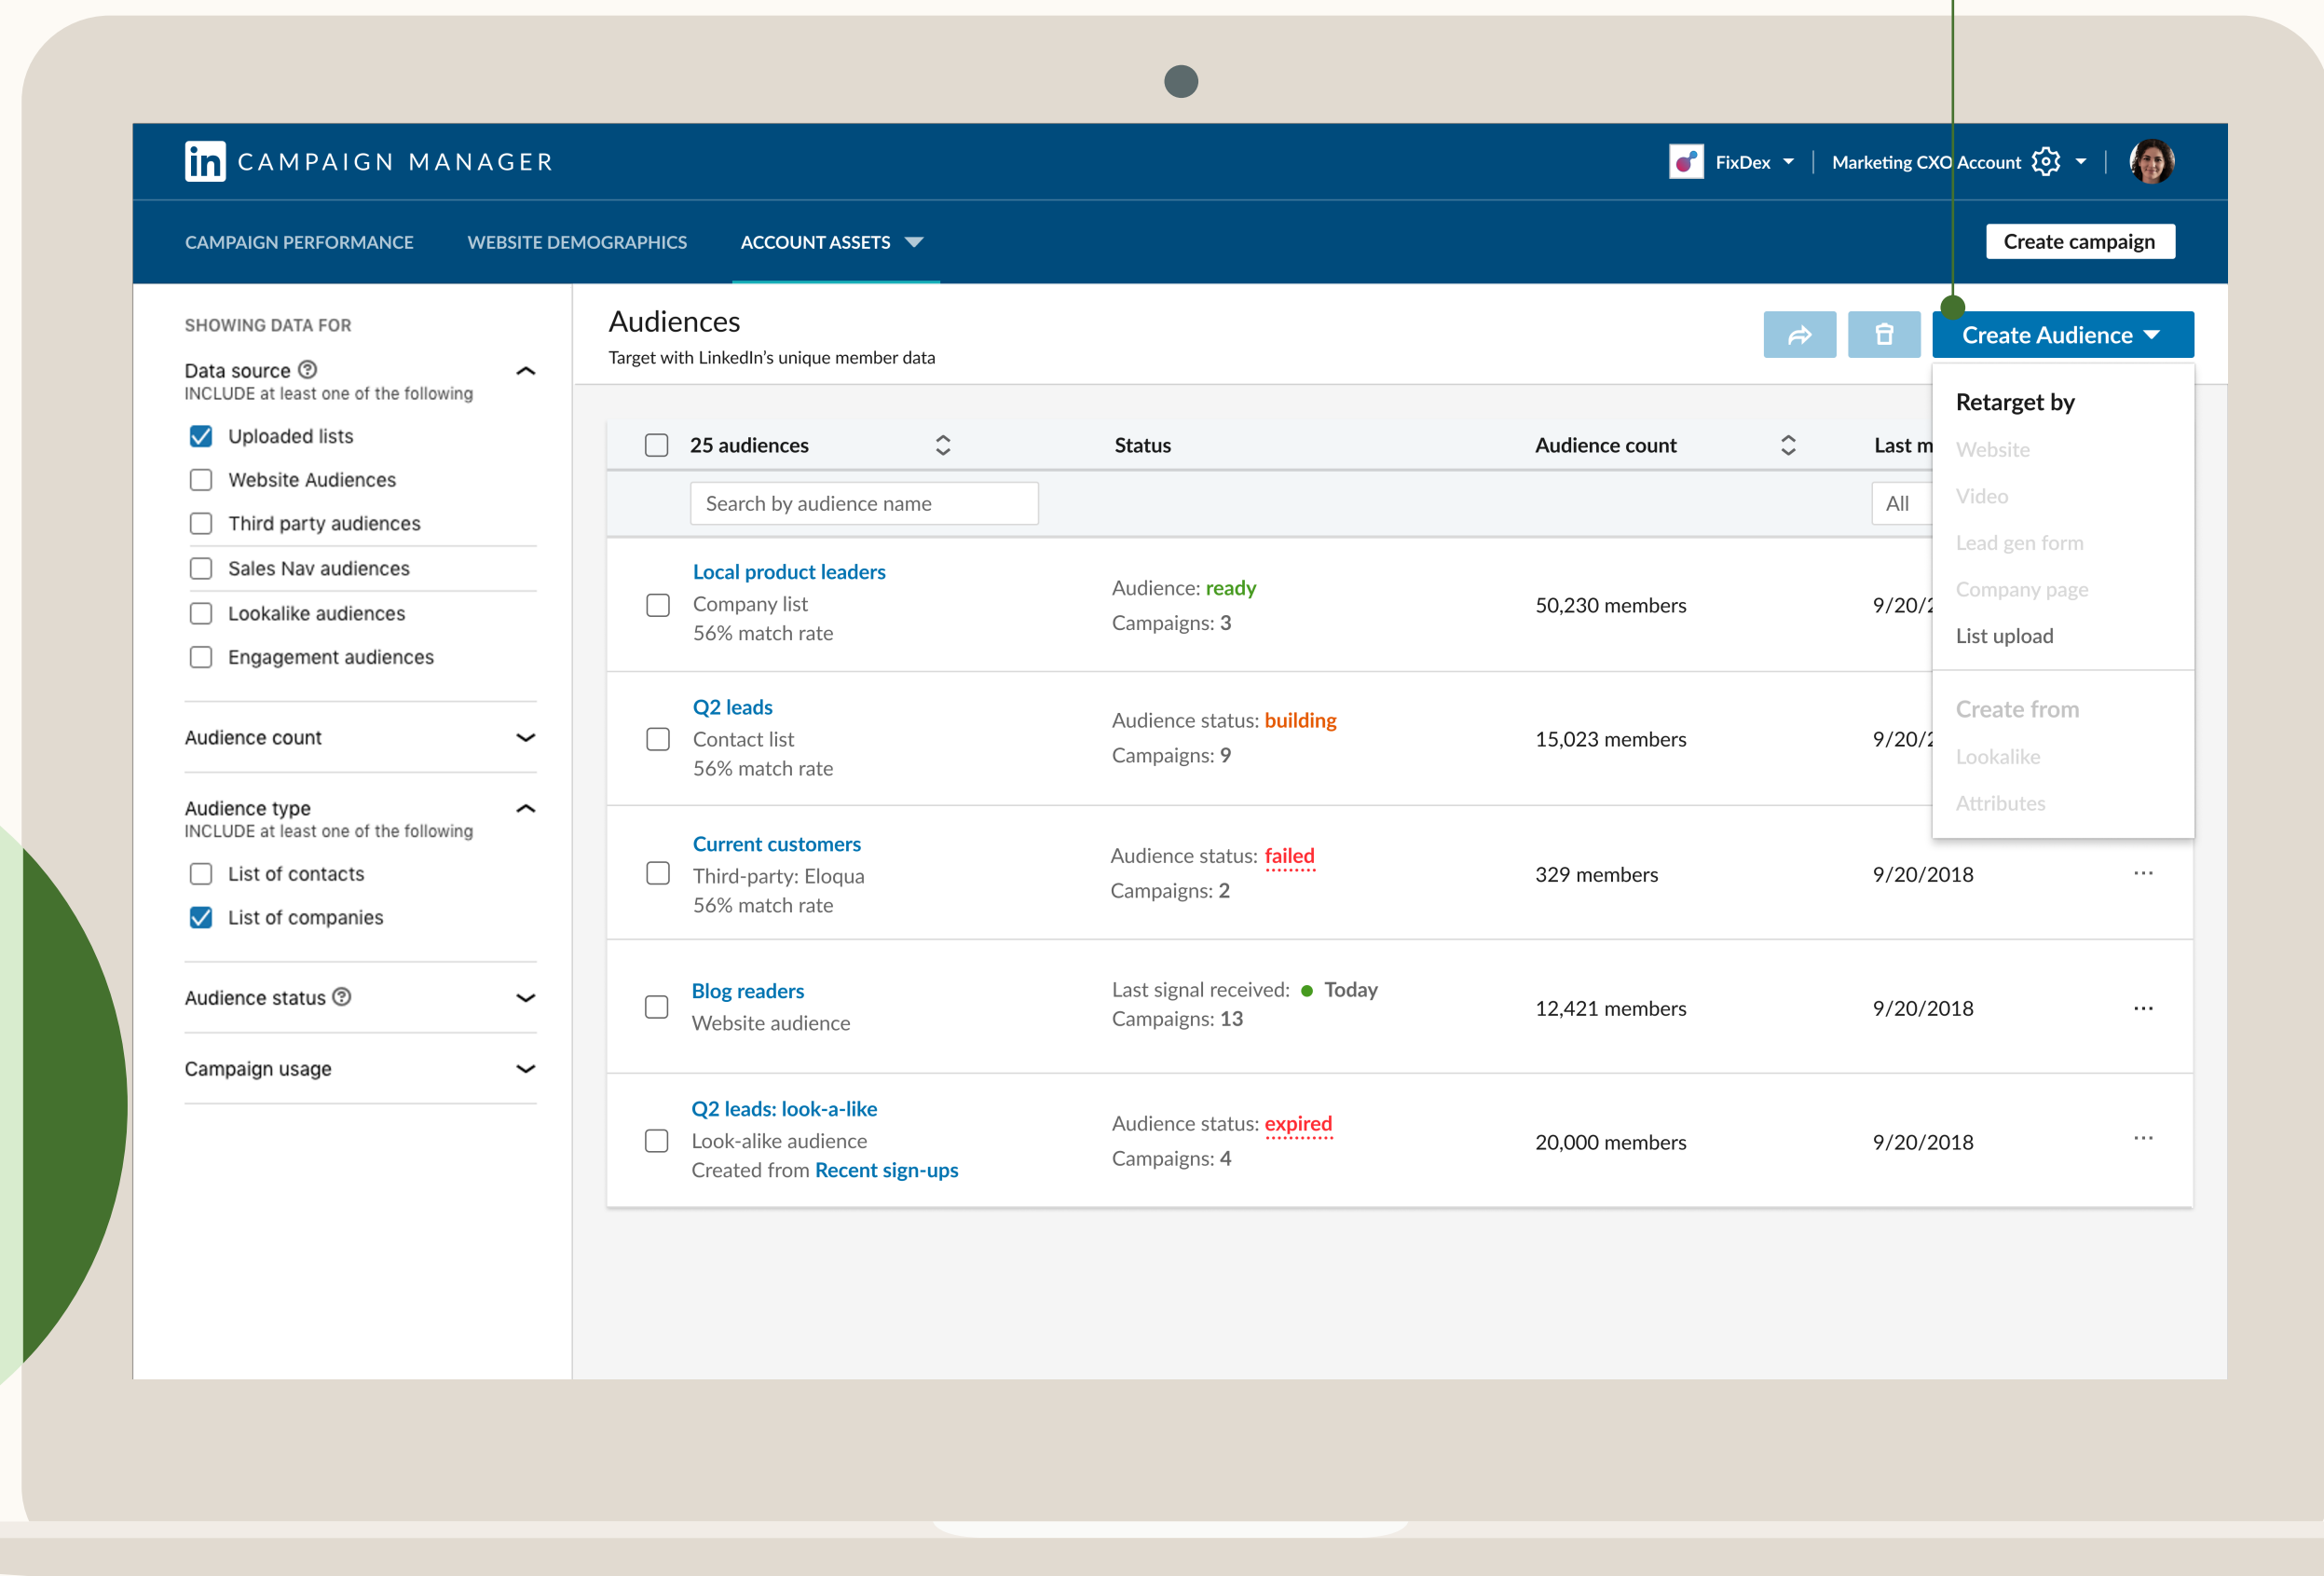 in CAMPAIGN MANAGER
FixDex
Marketing CXO Account
CAMPAIGN PERFORMANCE
WEBSITE DEMOGRAPHICS
ACCOUNT ASSETS
Create campaign
SHOWING DATA FOR
Data source
INCLUDE at least one of the following
Uploaded lists
Website Audiences
Third party audiences
Sales Nav audiences
Lookalike audiences
Engagement audiences
Audience count
Audience type
INCLUDE at least one of the following
List of contacts
List of companies
Audience status
Campaign usage
Audiences
Target with LinkedIn's unique member data
Create Audience
Retarget by
Website
Video
Lead gen form
Company page
List upload
Create from
Lookalike
Attributes
25 audiences
Status
Audience count
Last m
Search by audience name
All
Local product leaders
Company list
56% match rate
Audience: ready
Campaigns: 3
50,230 members
9/20/2
Q2 leads
Contact list
56% match rate
Audience status: building
Campaigns: 9
15,023 members
9/20/2
Current customers
Third-party: Eloqua
56% match rate
Audience status: failed
Campaigns: 2
329 members
9/20/2018
Blog readers
Website audience
Last signal received: Today
Campaigns: 13
12,421 members
9/20/2018
Q2 leads: look-a-like
Look-alike audience
Created from Recent sign-ups
Audience status: expired
Campaigns: 4
20,000 members
9/20/2018